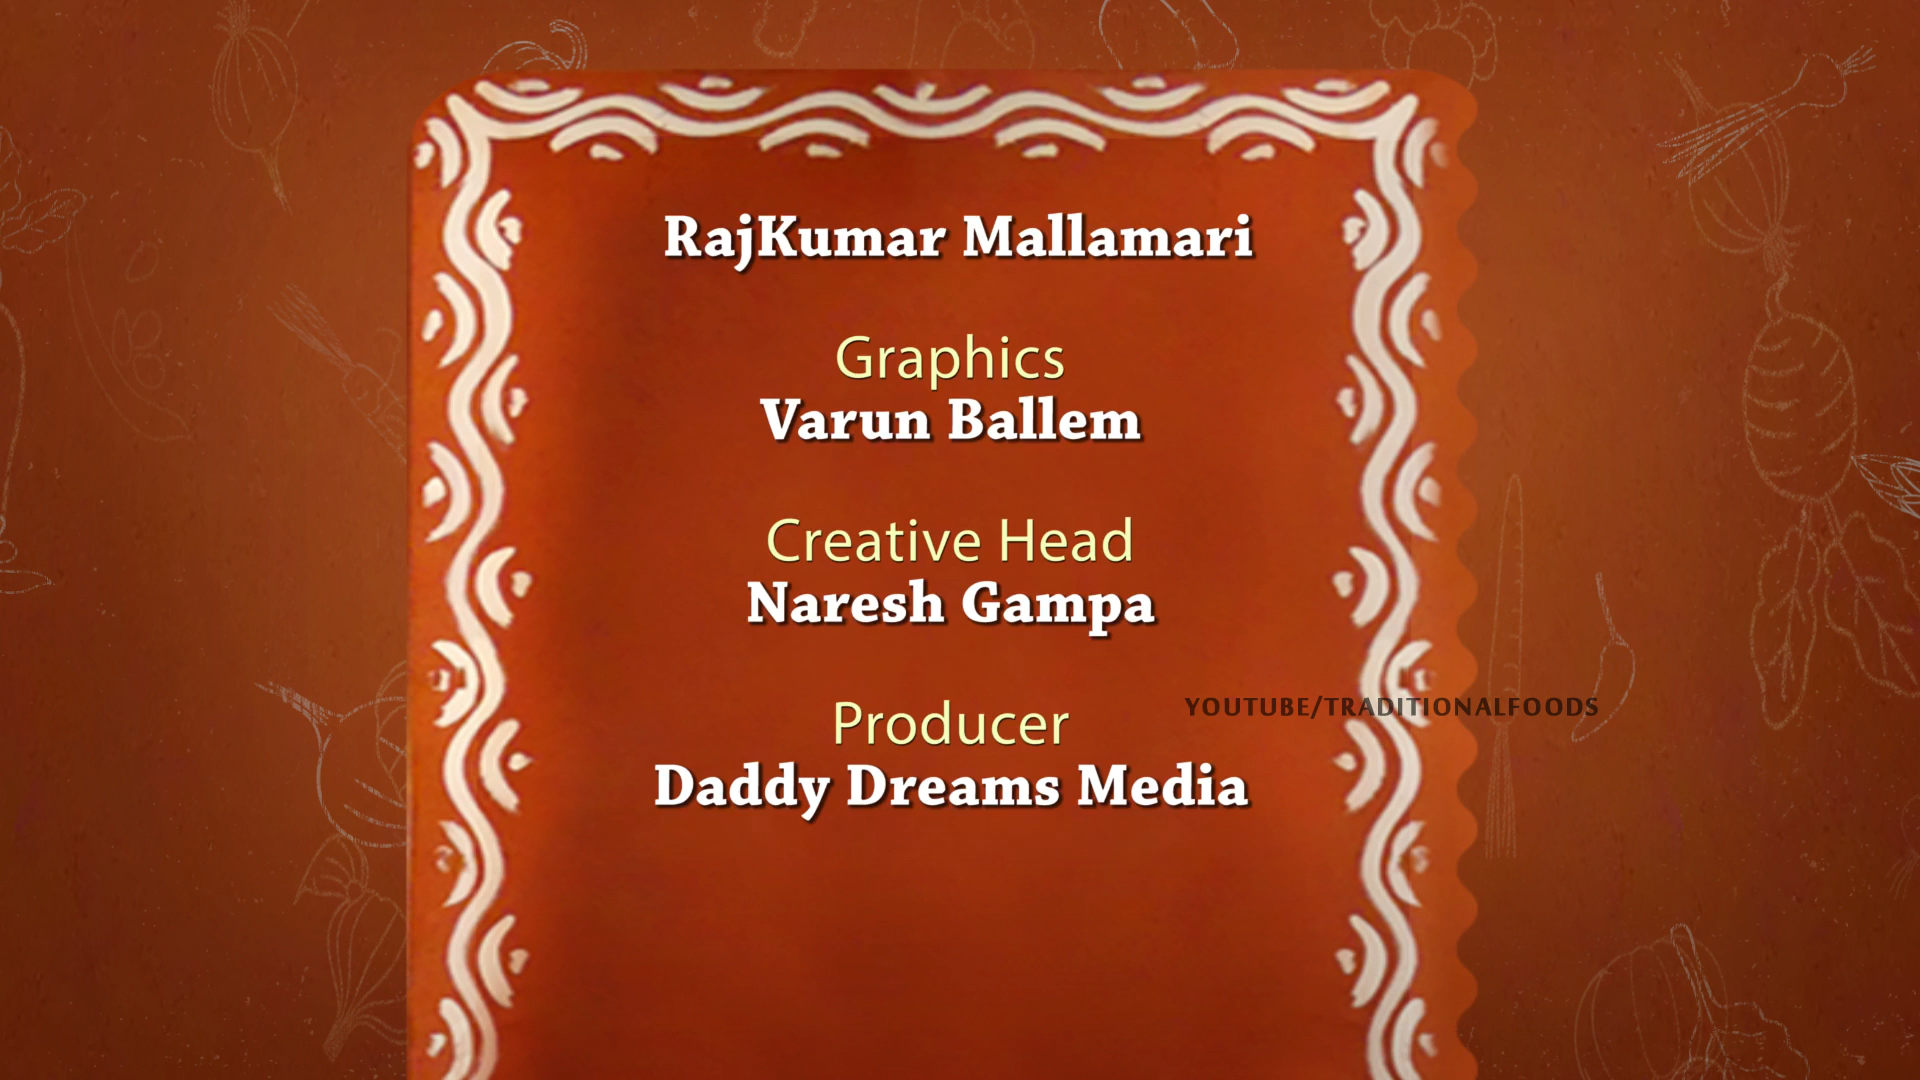 RajKumar Mallamari
Graphics
Varun Ballem
Creative Head
Naresh Gampa
Producer
YOUTUBE/TRADITIONALFOODS
Daddy Dreams Media